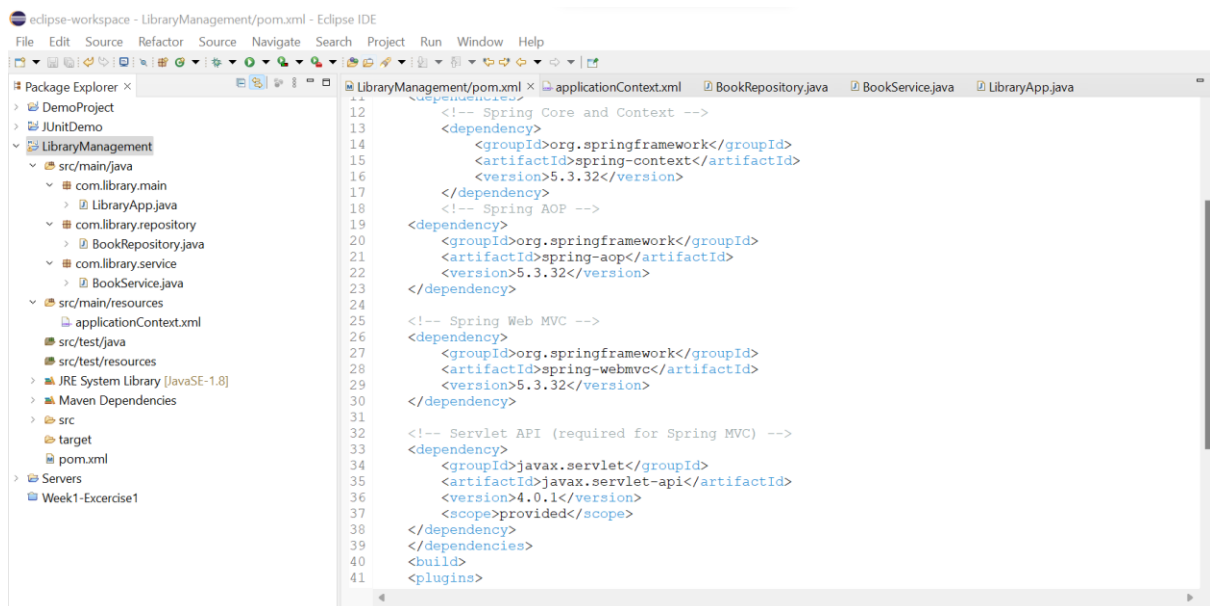 eclipse-workspace - LibraryManagement/pom.xml - Eclipse IDE
File Edit Source Refactor Source Navigate Search Project Run Window Help
Package Explorer
DemoProject
JUnitDemo
LibraryManagement
src/main/java
com.library.main
LibraryApp.java
com.library.repository
BookRepository.java
com.library.service
BookService.java
src/main/resources
applicationContext.xml
src/test/java
src/test/resources
JRE System Library [JavaSE-1.8]
Maven Dependencies
src
target
pom.xml
Servers
Week1-Excercise1
LibraryManagement/pom.xml applicationContext.xml BookRepository.java BookService.java LibraryApp.java
11 <dependencies>
12 <!-- Spring Core and Context -->
13 <dependency>
14 <groupId>org.springframework</groupId>
15 <artifactId>spring-context</artifactId>
16 <version>5.3.32</version>
17 </dependency>
18 <!-- Spring AOP -->
19 <dependency>
20 <groupId>org.springframework</groupId>
21 <artifactId>spring-aop</artifactId>
22 <version>5.3.32</version>
23 </dependency>
24
25 <!-- Spring Web MVC -->
26 <dependency>
27 <groupId>org.springframework</groupId>
28 <artifactId>spring-webmvc</artifactId>
29 <version>5.3.32</version>
30 </dependency>
31
32 <!-- Servlet API (required for Spring MVC) -->
33 <dependency>
34 <groupId>javax.servlet</groupId>
35 <artifactId>javax.servlet-api</artifactId>
36 <version>4.0.1</version>
37 <scope>provided</scope>
38 </dependency>
39 </dependencies>
40 <build>
41 <plugins>